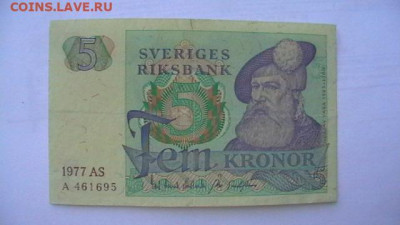 COINS.LAVE.RU
5
SVERIGES
RIKSBANK
5
Fem KRONOR
1977 AS
A 461695
5